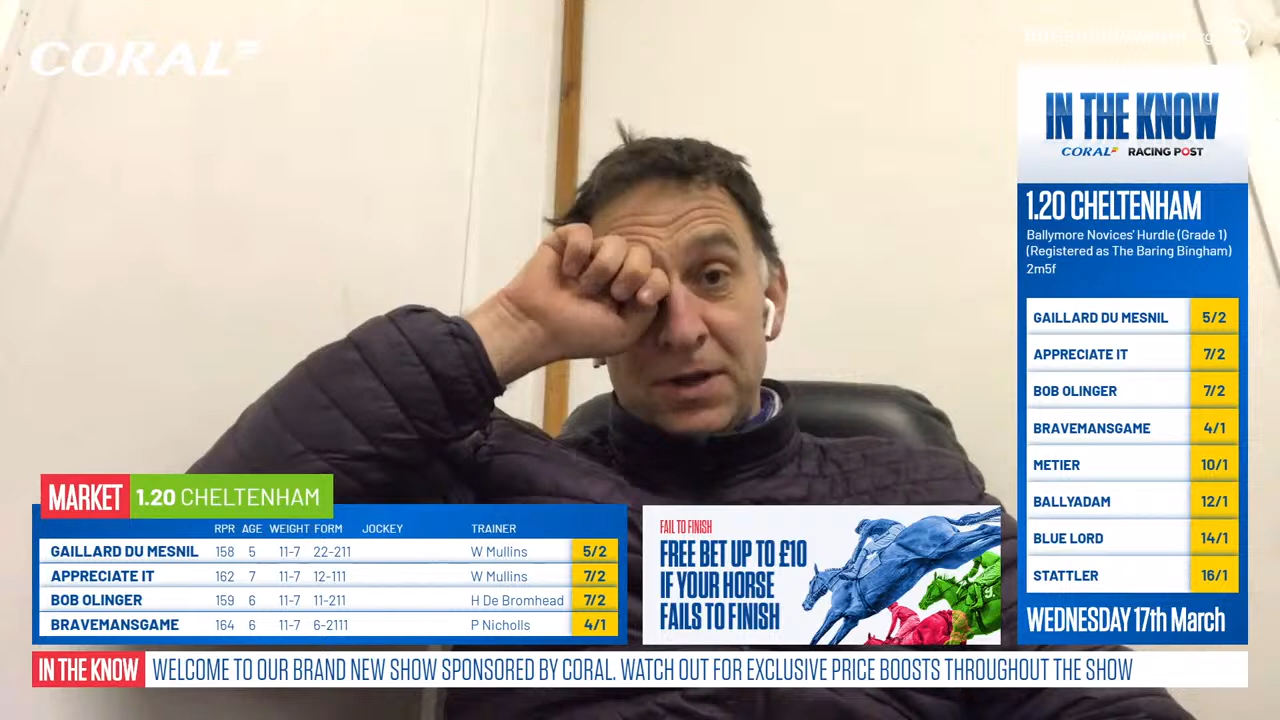 CORAL
IN THE KNOW
CORAL RACING POST
1.20 CHELTENHAM
Ballymore Novices' Hurdle (Grade 1)
(Registered as The Baring Bingham)
2m5f
GAILLARD DU MESNIL 5/2
APPRECIATE IT 7/2
BOB OLINGER 7/2
BRAVEMANSGAME 4/1
METIER 10/1
BALLYADAM 12/1
BLUE LORD 14/1
STATTLER 16/1
WEDNESDAY 17th March
MARKET 1.20 CHELTENHAM
RPR AGE WEIGHT FORM JOCKEY TRAINER
GAILLARD DU MESNIL 158 5 11-7 22-211 W Mullins 5/2
APPRECIATE IT 162 7 11-7 12-111 W Mullins 7/2
BOB OLINGER 159 6 11-7 11-211 H De Bromhead 7/2
BRAVEMANSGAME 164 6 11-7 6-2111 P Nicholls 4/1
FAIL TO FINISH
FREE BET UP TO £10
IF YOUR HORSE
FAILS TO FINISH
IN THE KNOW WELCOME TO OUR BRAND NEW SHOW SPONSORED BY CORAL. WATCH OUT FOR EXCLUSIVE PRICE BOOSTS THROUGHOUT THE SHOW